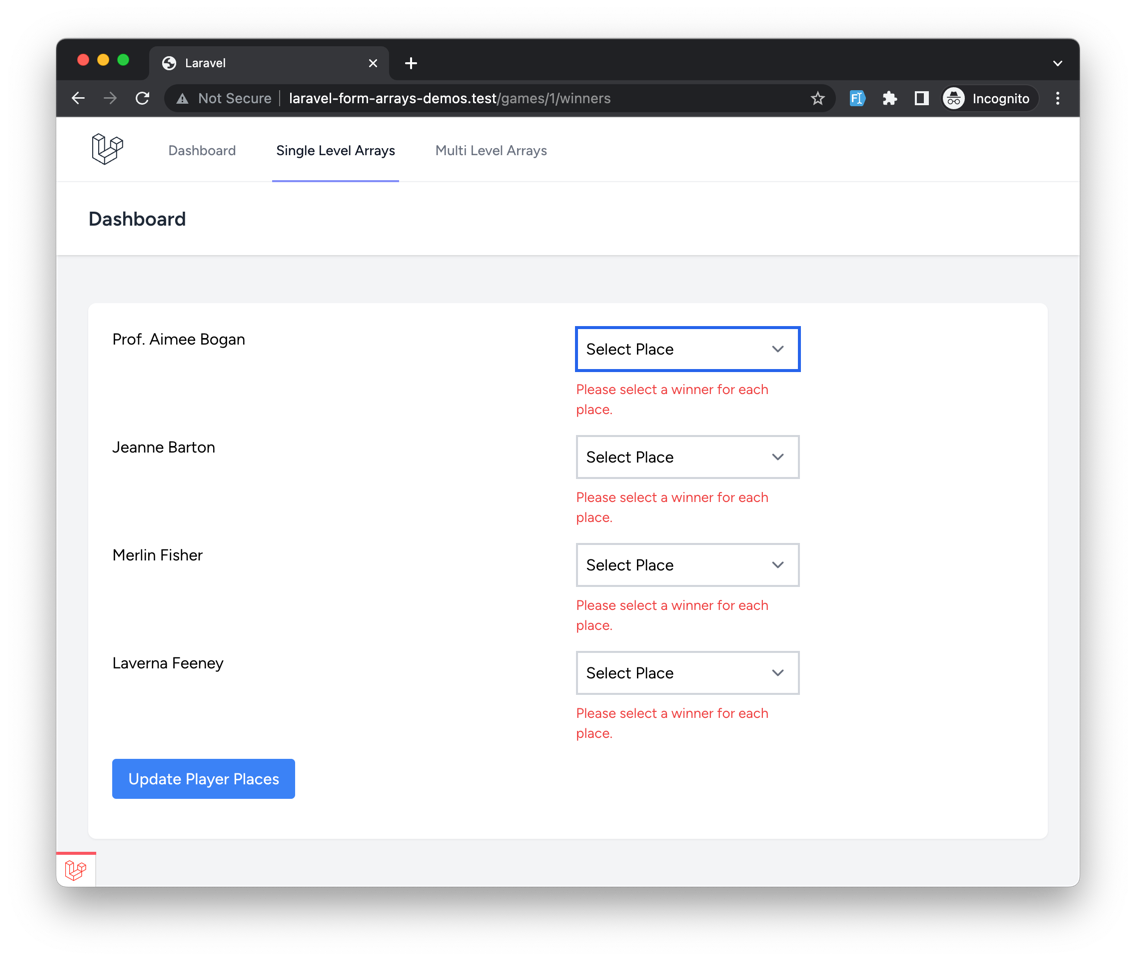 Laravel
Not Secure laravel-form-arrays-demos.test/games/1/winners Incognito
Dashboard Single Level Arrays Multi Level Arrays
Dashboard
Prof. Aimee Bogan Select Place
Please select a winner for each
place.
Jeanne Barton Select Place
Please select a winner for each
place.
Merlin Fisher Select Place
Please select a winner for each
place.
Laverna Feeney Select Place
Please select a winner for each
place.
Update Player Places